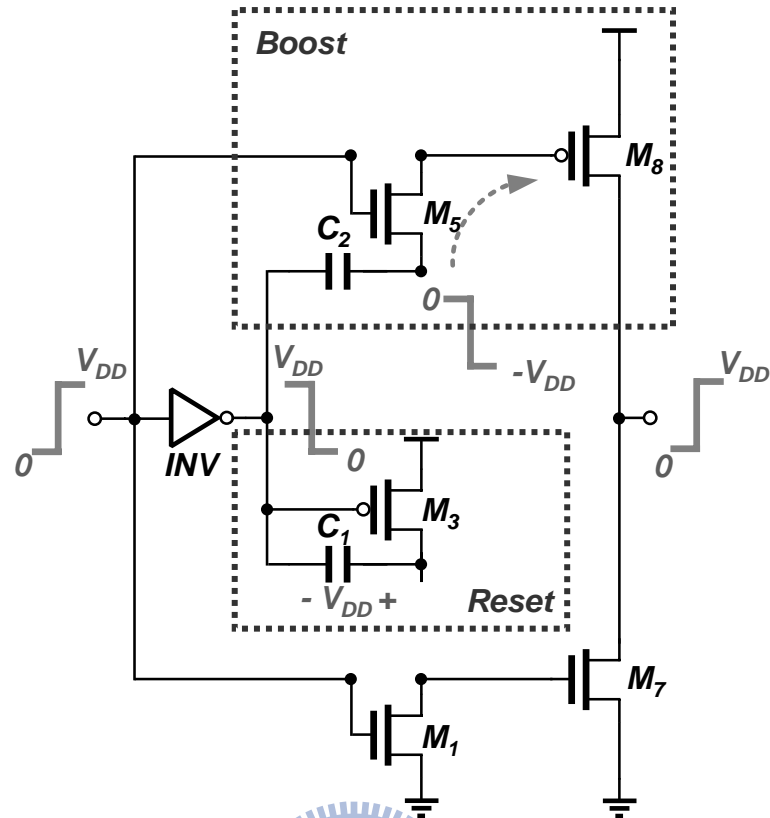 Boost
M8
M5
C2
0
-VDD
VDD
0
INV
VDD
0
VDD
0
M3
C1
- VDD +
Reset
M7
M1